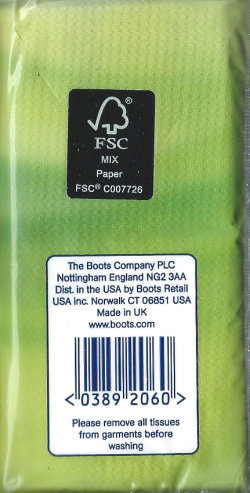 FSC
MIX
Paper
FSC® C007726
The Boots Company PLC
Nottingham England NG2 3AA
Dist. in the USA by Boots Retail
USA inc. Norwalk CT 06851 USA
Made in UK
www.boots.com
<0389 2060>
Please remove all tissues
from garments before
washing